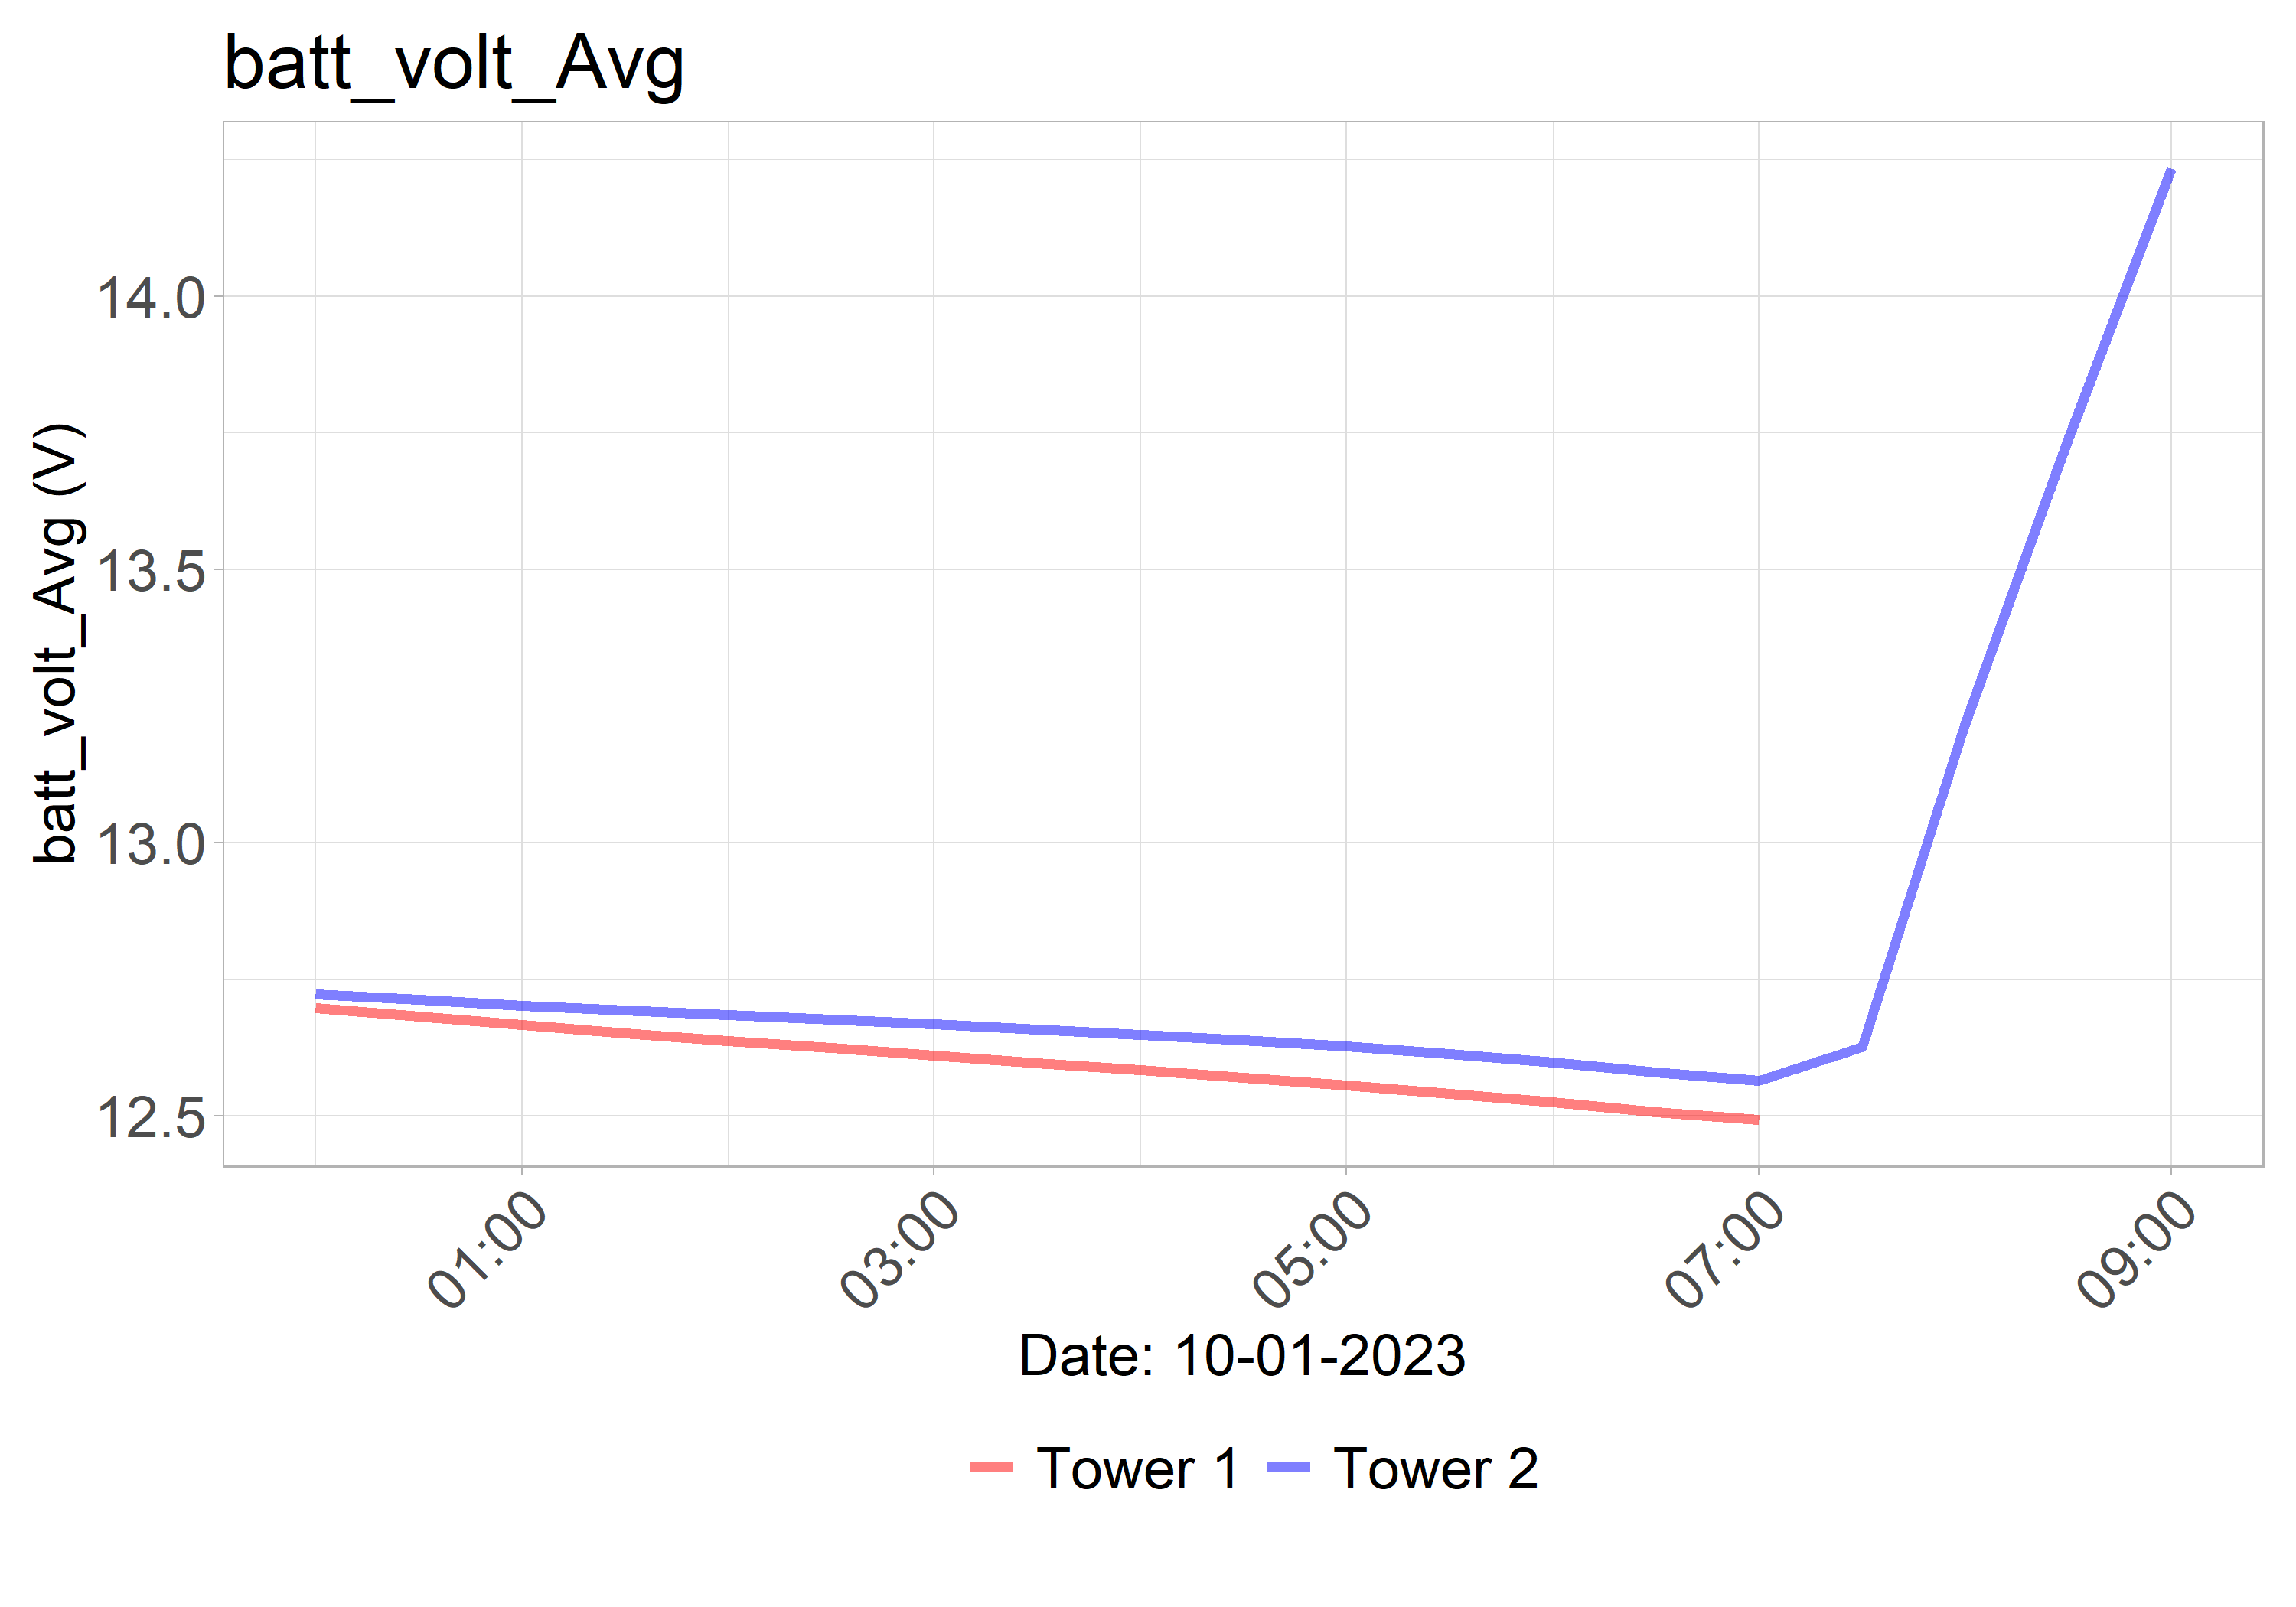 batt_volt_Avg
batt_volt_Avg (V)
14.0
13.5
13.0
12.5
01:00
03:00
05:00
07:00
09:00
Date: 10-01-2023
Tower 1
Tower 2